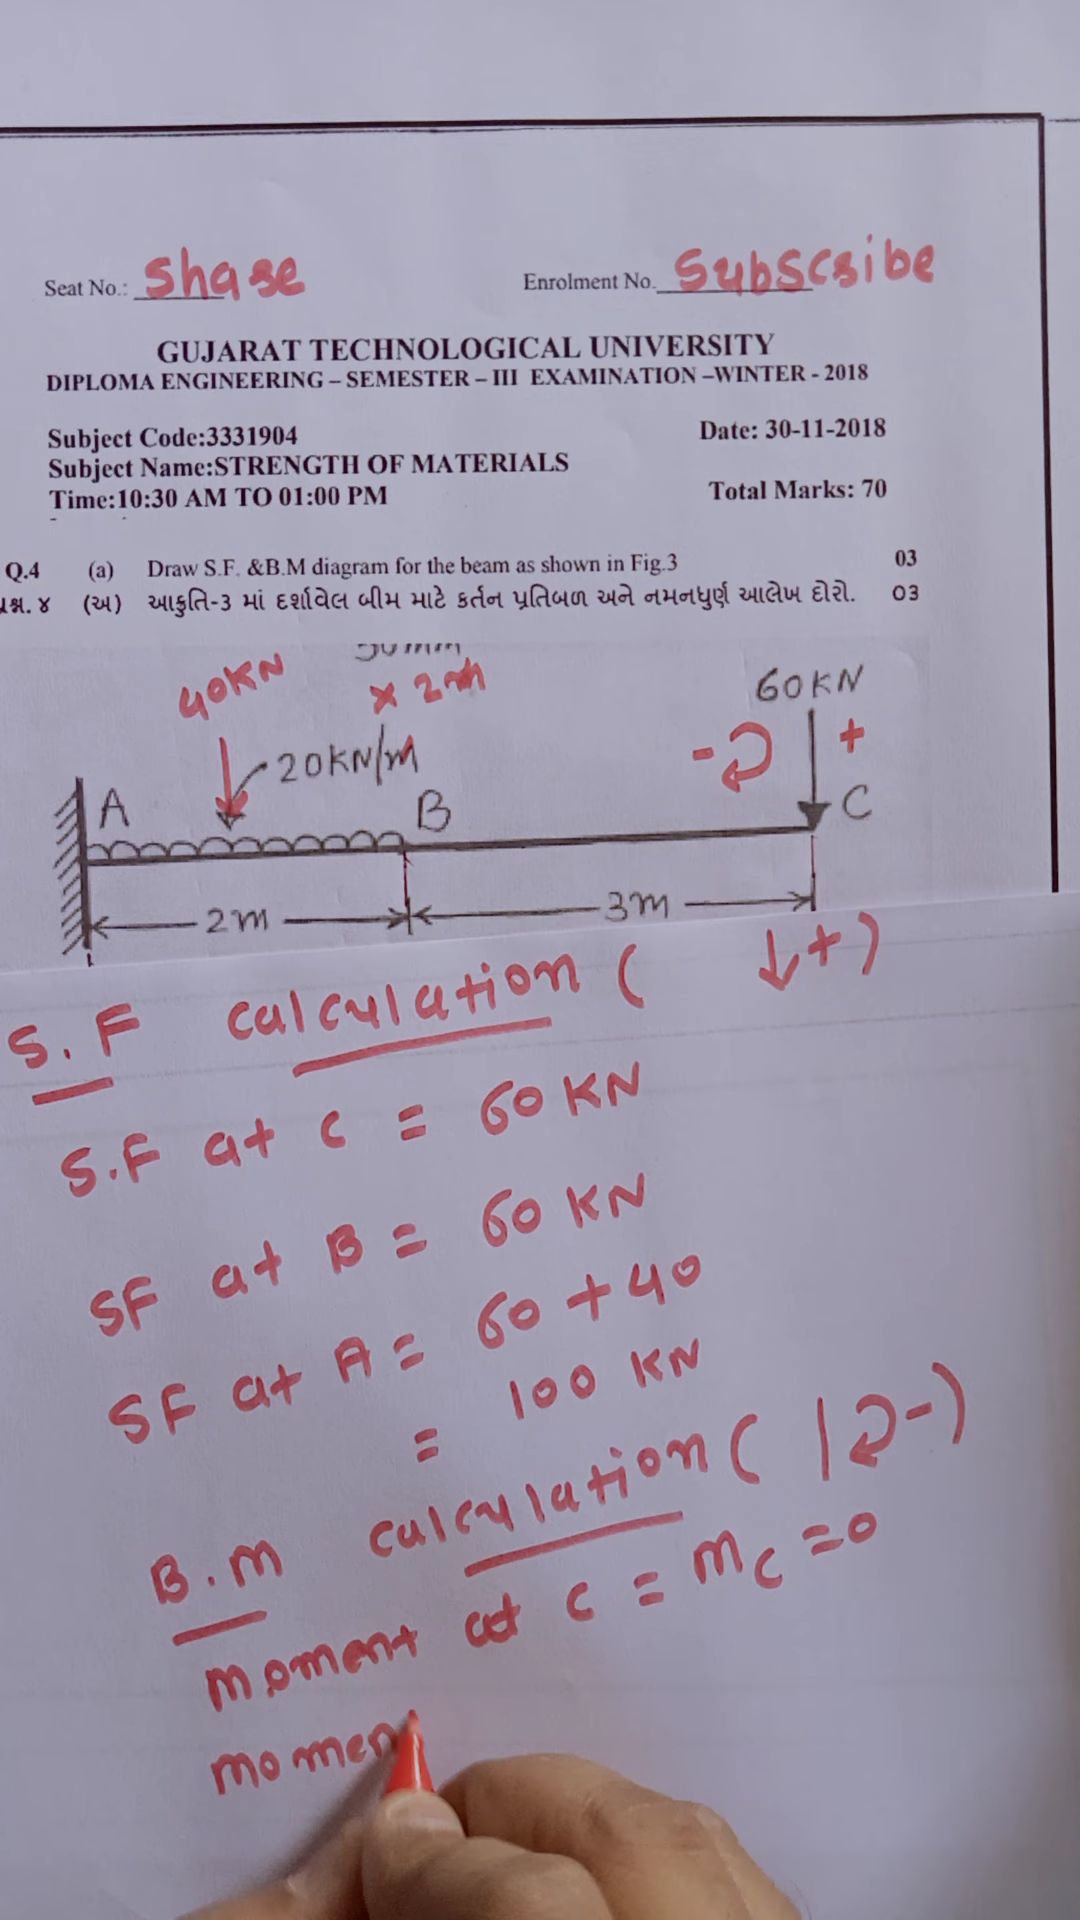 Seat No.: Shase
Enrolment No. Subscsibe
GUJARAT TECHNOLOGICAL UNIVERSITY
DIPLOMA ENGINEERING – SEMESTER – III EXAMINATION –WINTER - 2018
Subject Code:3331904 Date: 30-11-2018
Subject Name:STRENGTH OF MATERIALS
Time:10:30 AM TO 01:00 PM Total Marks: 70
Q.4 (a) Draw S.F. &B.M diagram for the beam as shown in Fig.3 03
પ્રશ્ન. ૪ (અ) આકૃતિ-3 માં દર્શાવેલ બીમ માટે કર્તન પ્રતિબળ અને નમનઘુર્ણ આલેખ દોરો. ૦૩
40KN × 2m 60KN
20KN/m - +
A B C
2m 3m
S.F calculation ( ↓+)
S.F at C = 60 KN
SF at B = 60 KN
SF at A = 60 + 40
= 100 KN
B.M calculation ( | -)
moment at C = MC = 0
momen